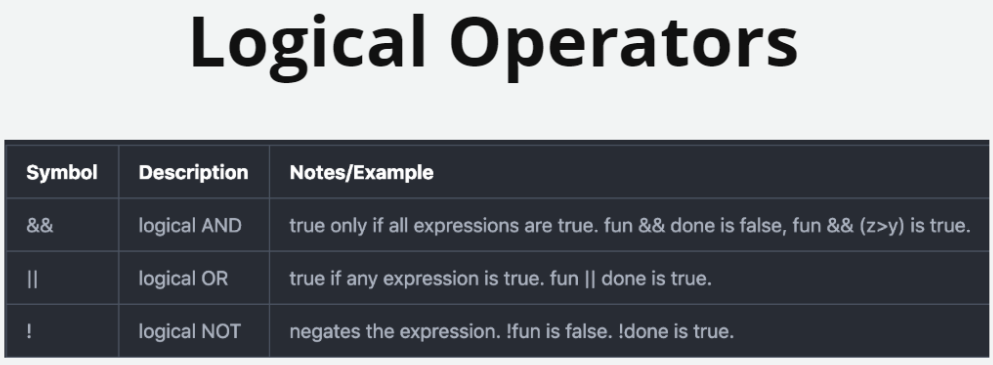 Logical Operators
Symbol Description Notes/Example
&& logical AND true only if all expressions are true. fun && done is false, fun && (z>y) is true.
|| logical OR true if any expression is true. fun || done is true.
! logical NOT negates the expression. !fun is false. !done is true.